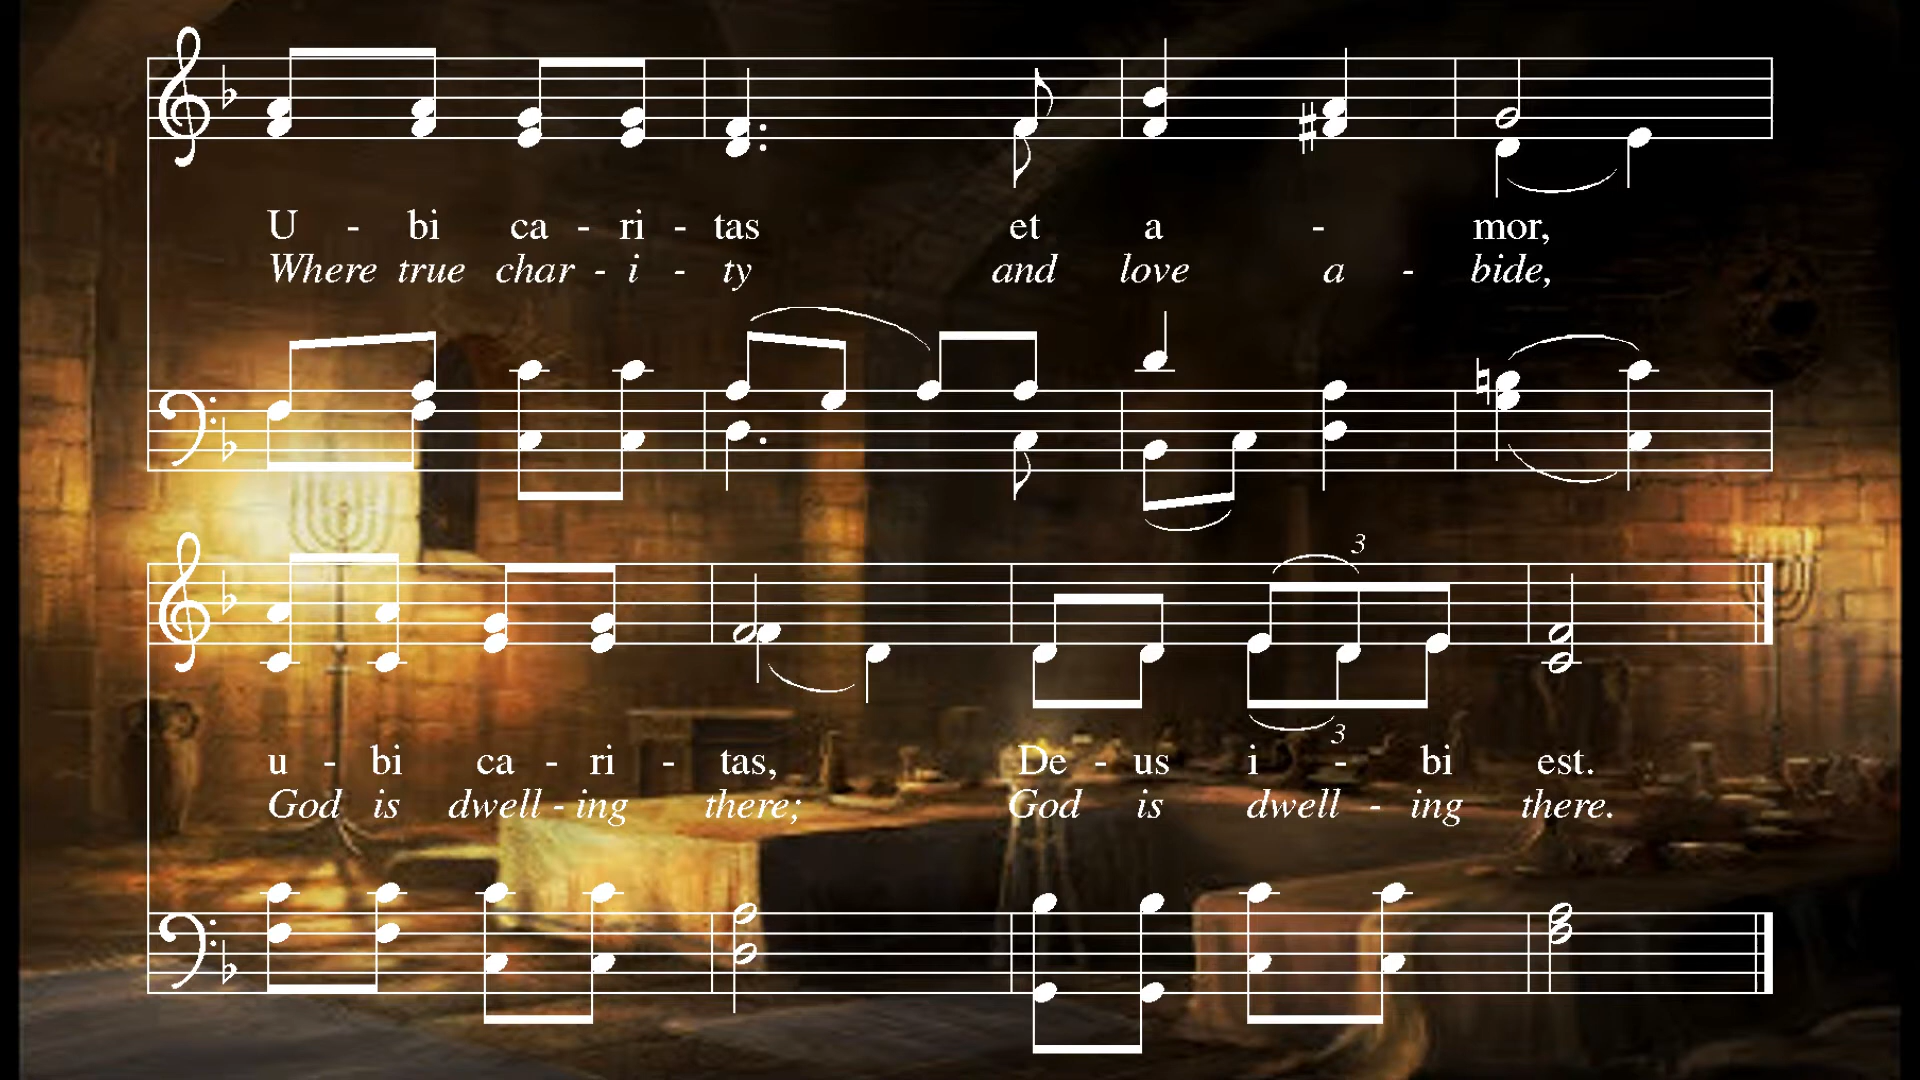 U - bi ca - ri - tas et a - mor,
Where true char - i - ty and love a - bide,
3
3
u - bi ca - ri - tas, De - us i - bi est.
God is dwell - ing there; God is dwell - ing there.